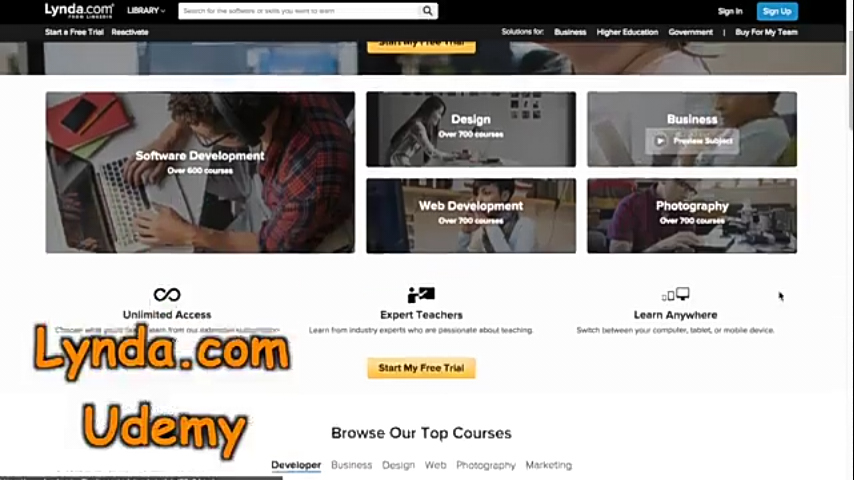 Lynda.com LIBRARY Search for the software or skills you want to learn Sign In Sign Up
FROM LINKEDIN
Start a Free Trial Reactivate Solutions for: Business Higher Education Government | Buy For My Team
Start My Free Trial
Software Development
Over 600 courses
Design
Over 700 courses
Business
Preview Subject
Web Development
Over 700 courses
Photography
Over 700 courses
Unlimited Access
Choose what you'd like to learn from our extensive
Expert Teachers
Learn from industry experts who are passionate about teaching.
Learn Anywhere
Switch between your computer, tablet, or mobile device.
Start My Free Trial
Lynda.com
Udemy
Browse Our Top Courses
Developer Business Design Web Photography Marketing